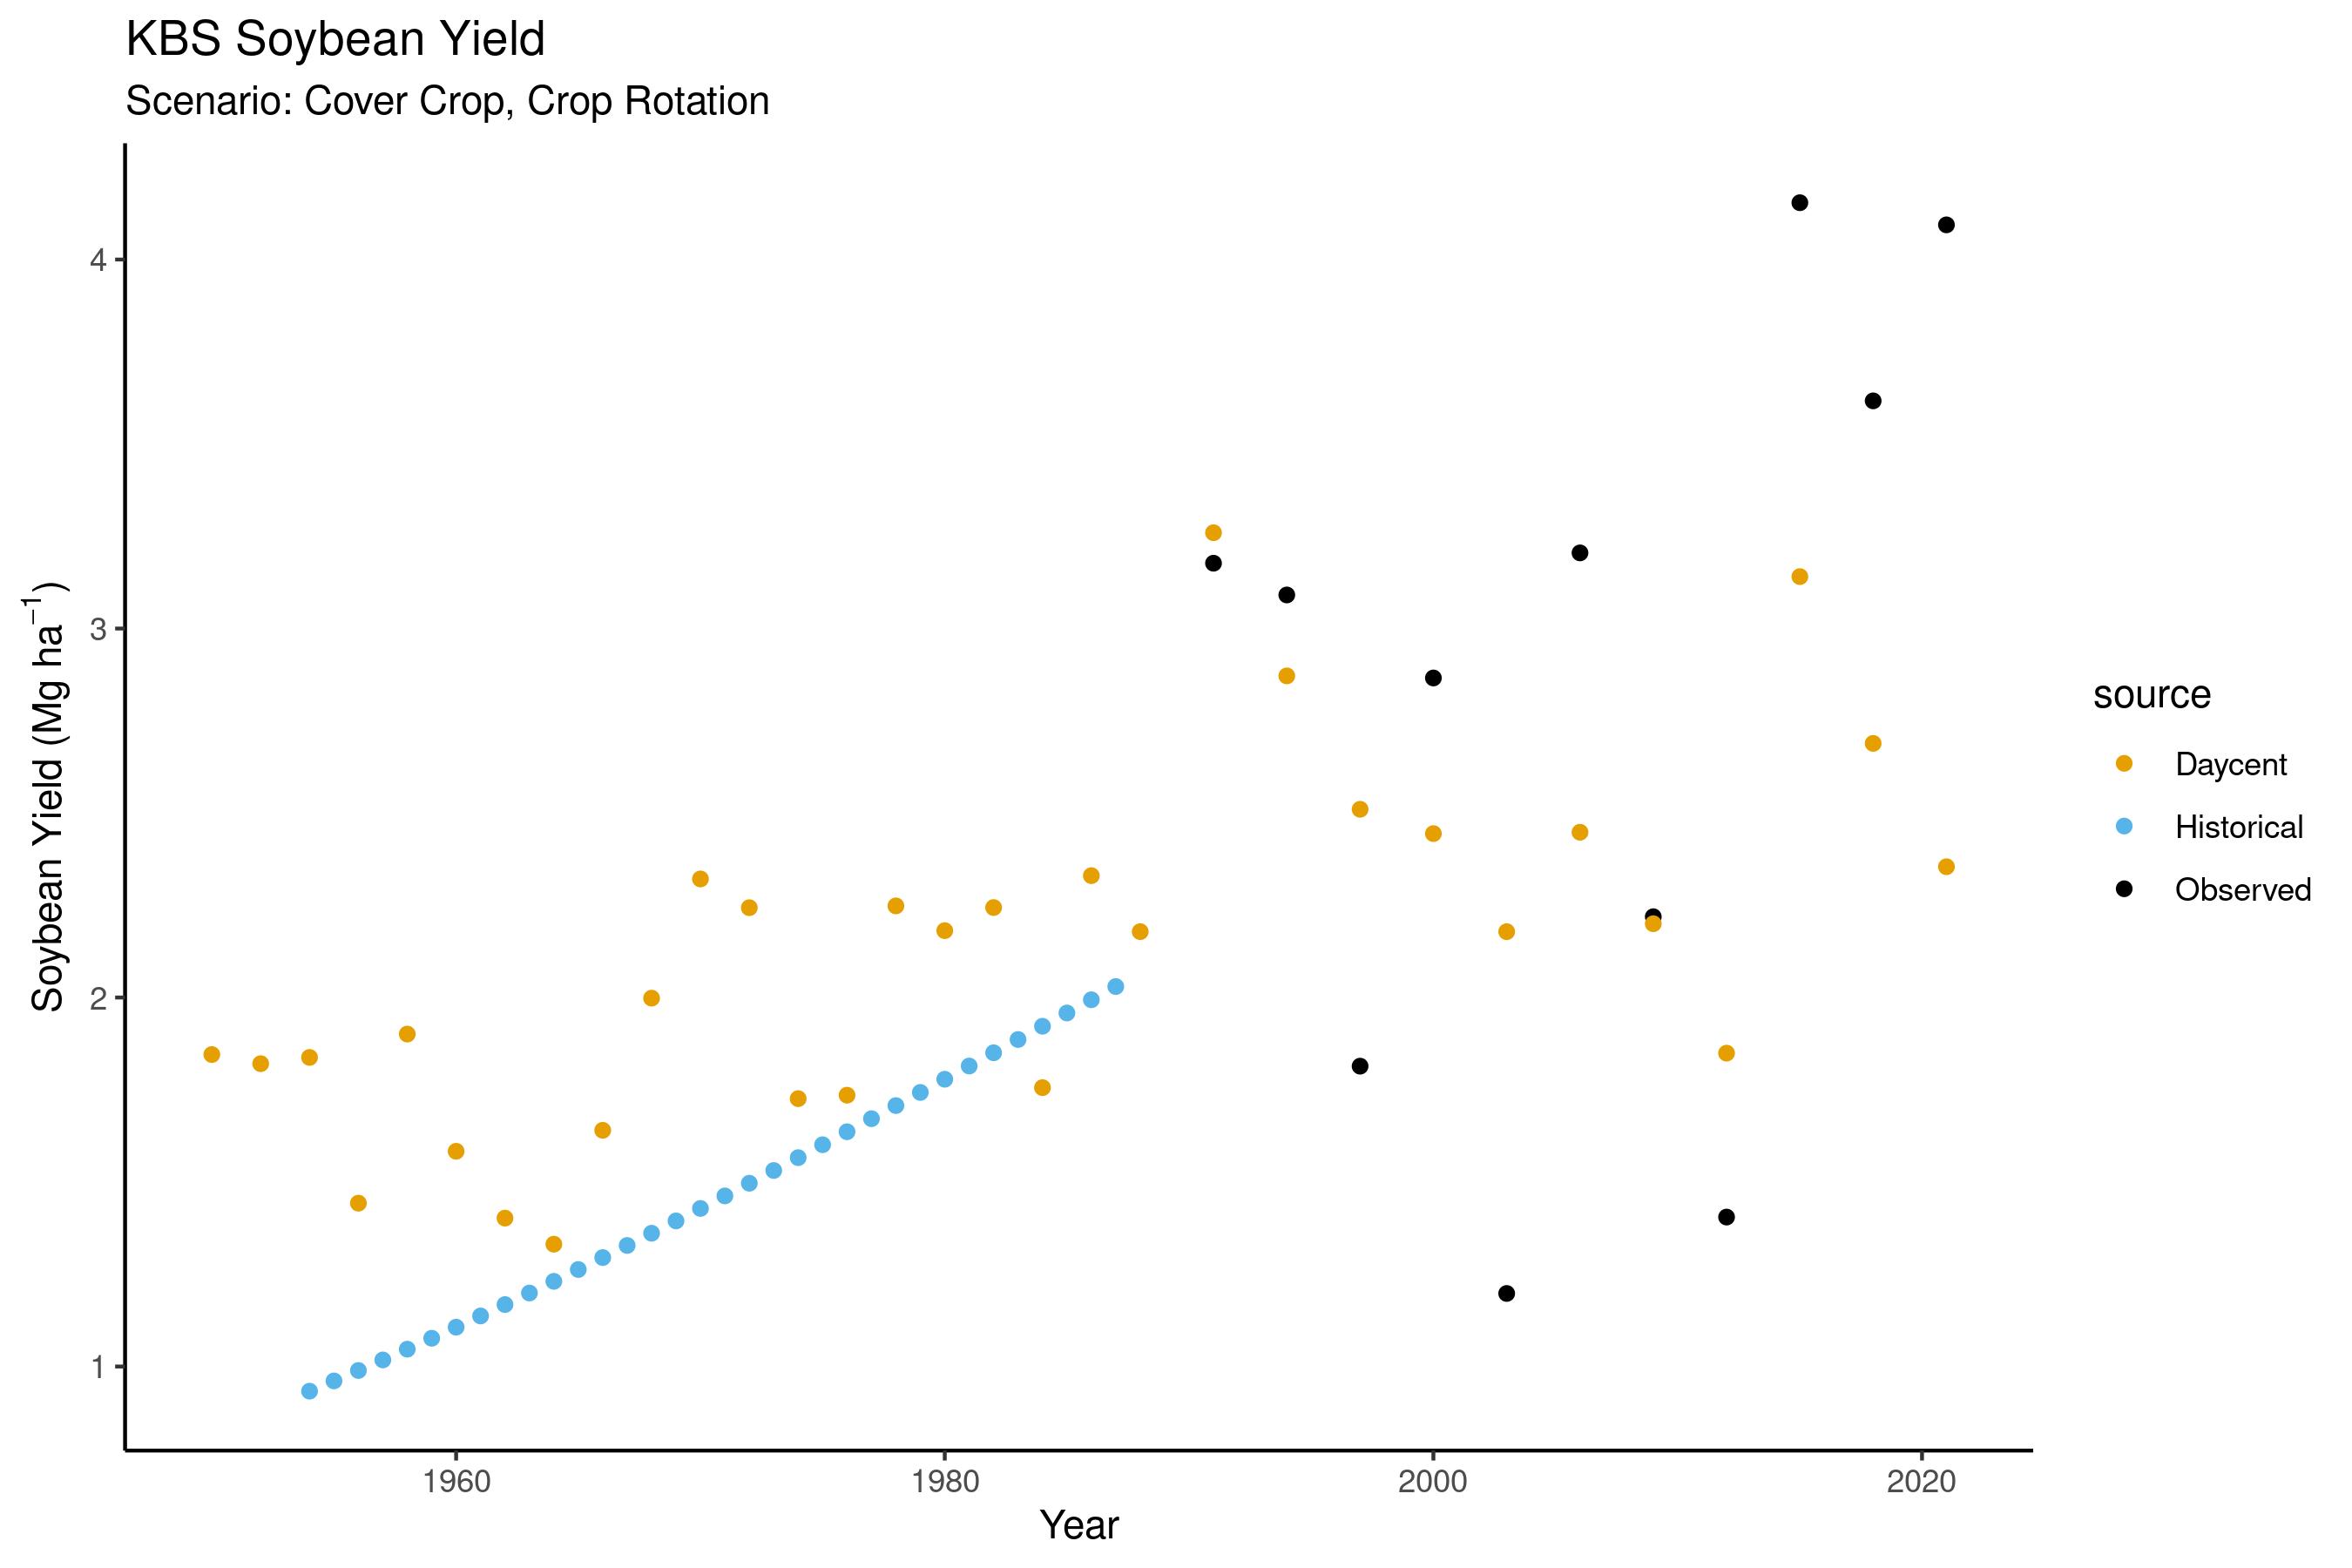 KBS Soybean Yield
Scenario: Cover Crop, Crop Rotation
Soybean Yield (Mg ha⁻¹)
4
3
2
1
1960
1980
2000
2020
Year
source
Daycent
Historical
Observed